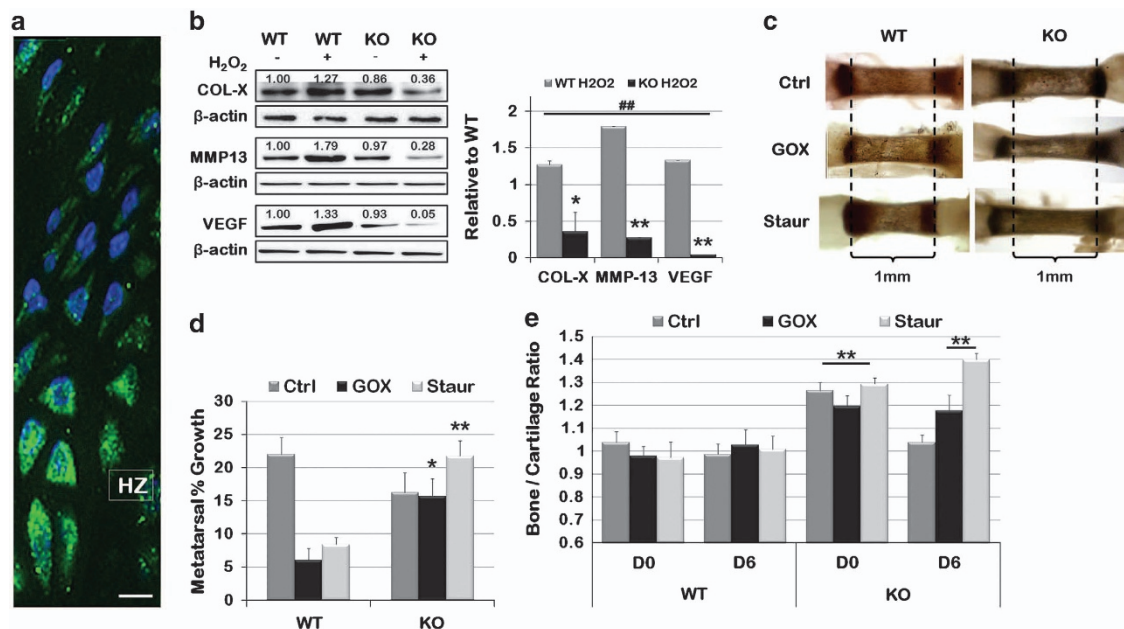 a
HZ
b
WT WT KO KO
H2O2 - + - +
1.00 1.27 0.86 0.36
COL-X
β-actin
1.00 1.79 0.97 0.28
MMP13
β-actin
1.00 1.33 0.93 0.05
VEGF
β-actin
WT H2O2 KO H2O2
Relative to WT
2
1.5
1
0.5
0
##
*
**
**
COL-X MMP-13 VEGF
c
WT KO
Ctrl
GOX
Staur
1mm 1mm
d
Ctrl GOX Staur
Metatarsal % Growth
30
25
20
15
10
5
0
*
**
WT KO
e
Ctrl GOX Staur
Bone / Cartilage Ratio
1.5
1.4
1.3
1.2
1.1
1
0.9
0.8
0.7
0.6
**
**
D0 D6 D0 D6
WT KO